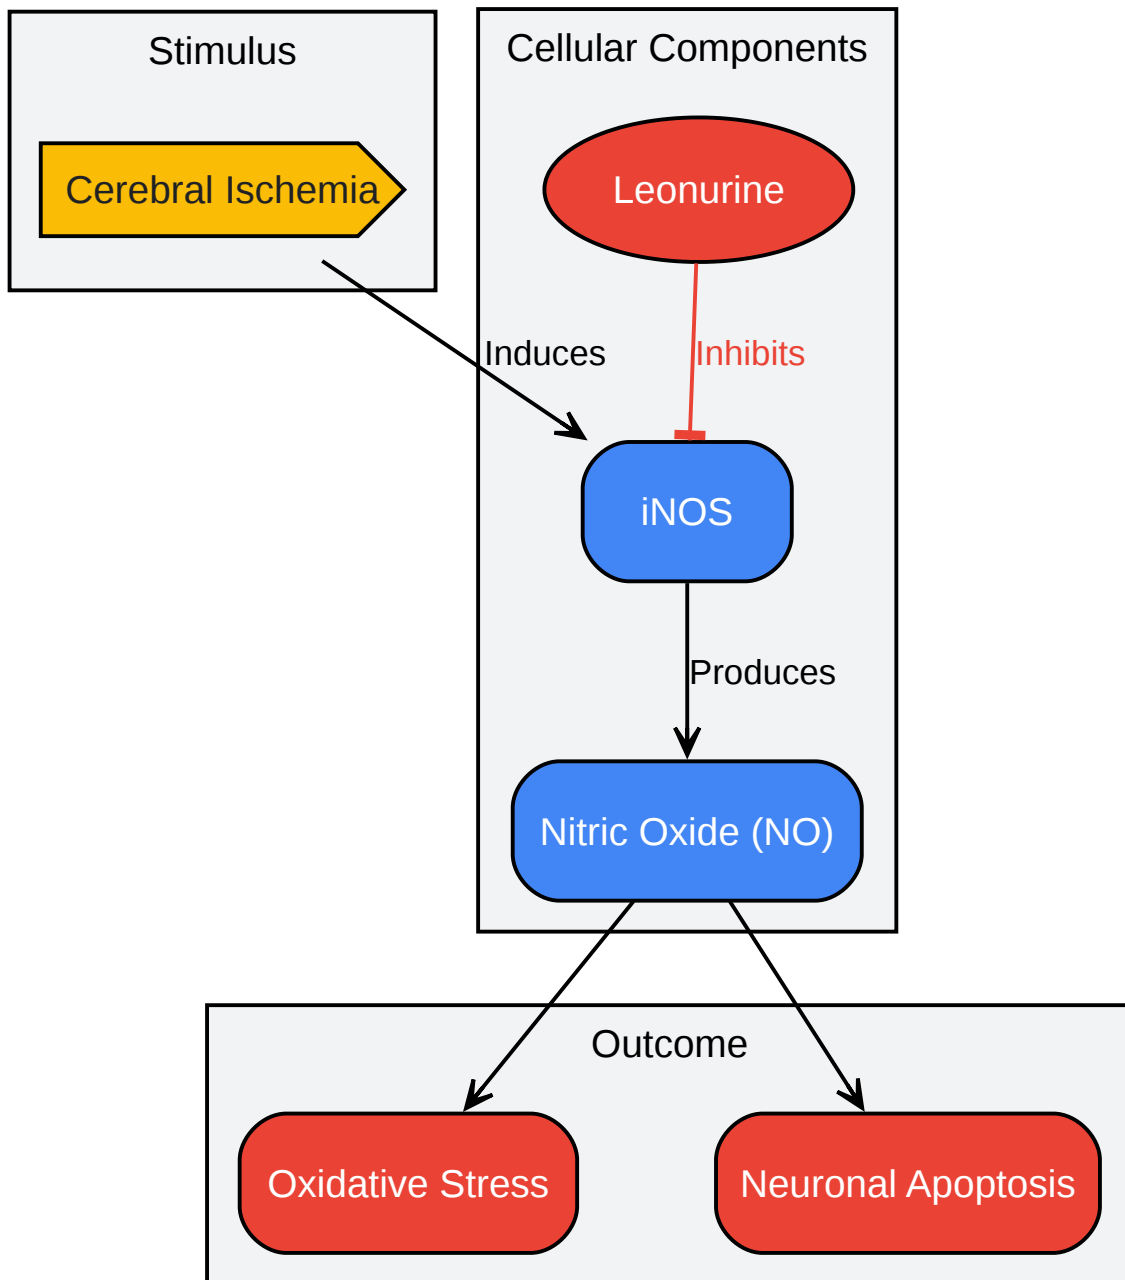 Stimulus
Cerebral Ischemia
Cellular Components
Leonurine
Induces
Inhibits
iNOS
Produces
Nitric Oxide (NO)
Outcome
Oxidative Stress
Neuronal Apoptosis